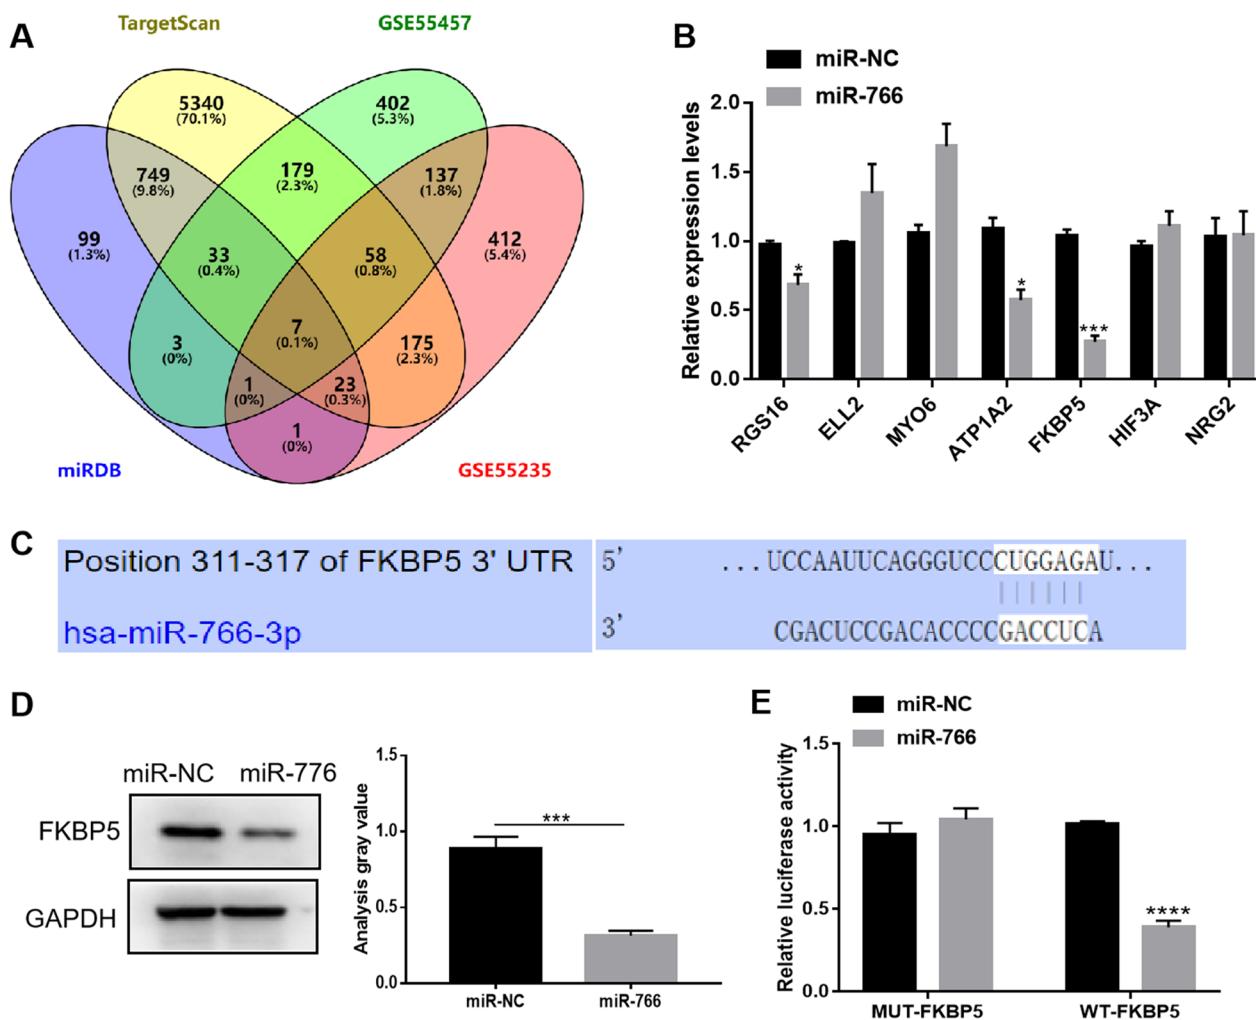 A
TargetScan
GSE55457
5340
(70.1%)
402
(5.3%)
749
(9.8%)
179
(2.3%)
137
(1.8%)
99
(1.3%)
33
(0.4%)
58
(0.8%)
412
(5.4%)
7
(0.1%)
3
(0%)
175
(2.3%)
1
(0%)
23
(0.3%)
1
(0%)
miRDB
GSE55235
B
miR-NC
miR-766
Relative expression levels
2.0
1.5
1.0
0.5
0.0
*
*
***
RGS16
ELL2
MYO6
ATP1A2
FKBP5
HIF3A
NRG2
C
Position 311-317 of FKBP5 3' UTR
5' ...UCCAAUUCAGGGUCCCUGGAGAU...
hsa-miR-766-3p
3' CGACUCCGACACCCCGACCUCA
D
miR-NC miR-776
FKBP5
GAPDH
Analysis gray value
1.5
1.0
0.5
0.0
***
miR-NC
miR-766
E
miR-NC
miR-766
Relative luciferase activity
1.5
1.0
0.5
0.0
****
MUT-FKBP5
WT-FKBP5